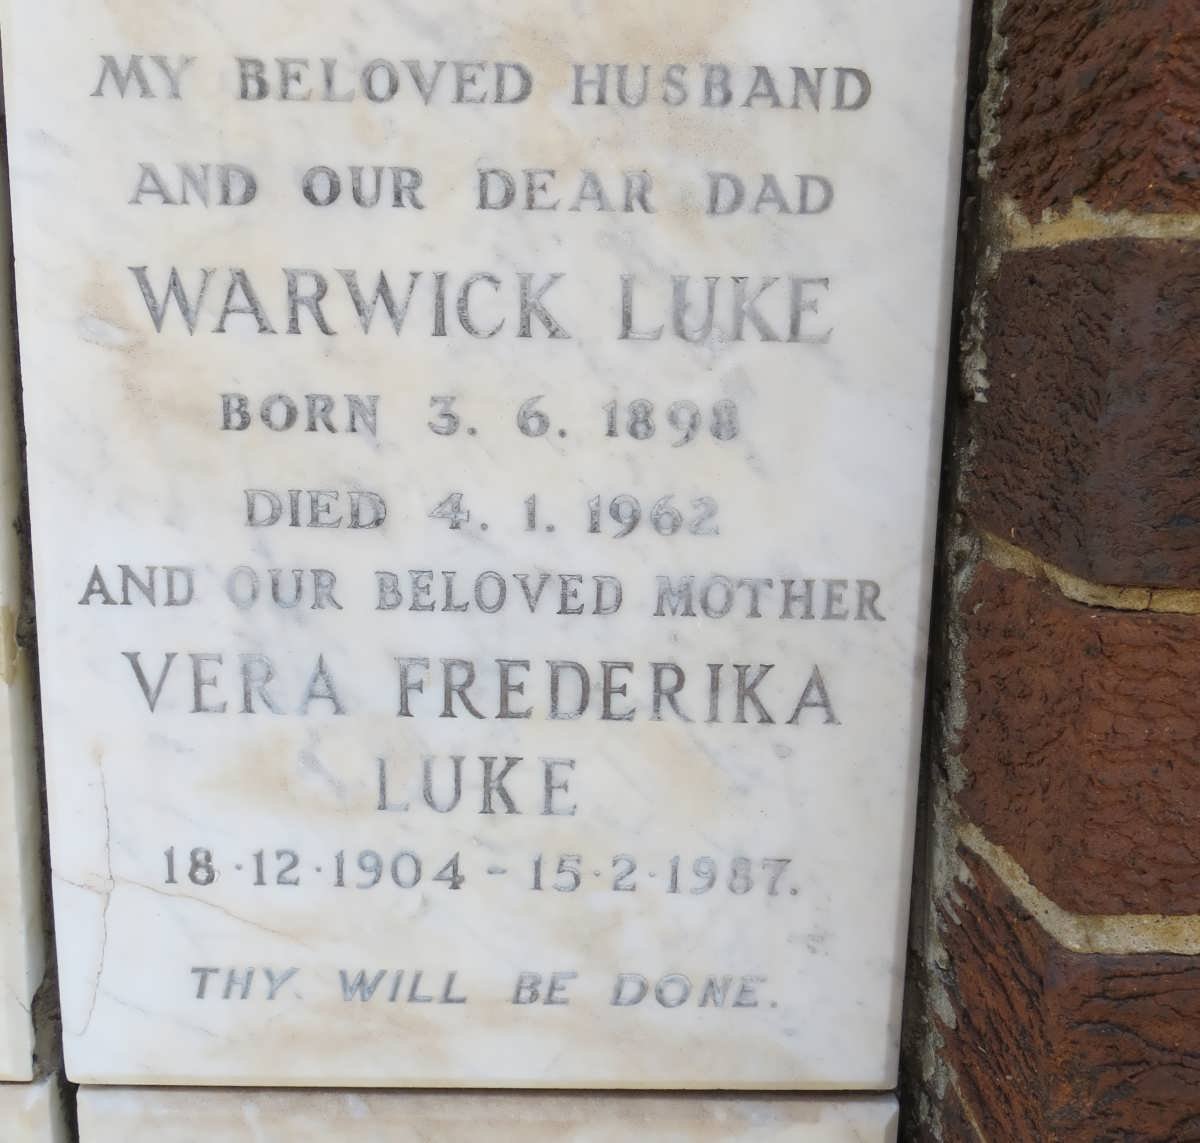 MY BELOVED HUSBAND
AND OUR DEAR DAD
WARWICK LUKE
BORN 3. 6. 1898
DIED 4. 1. 1962
AND OUR BELOVED MOTHER
VERA FREDERIKA
LUKE
18·12·1904 - 15·2·1987.
THY WILL BE DONE.